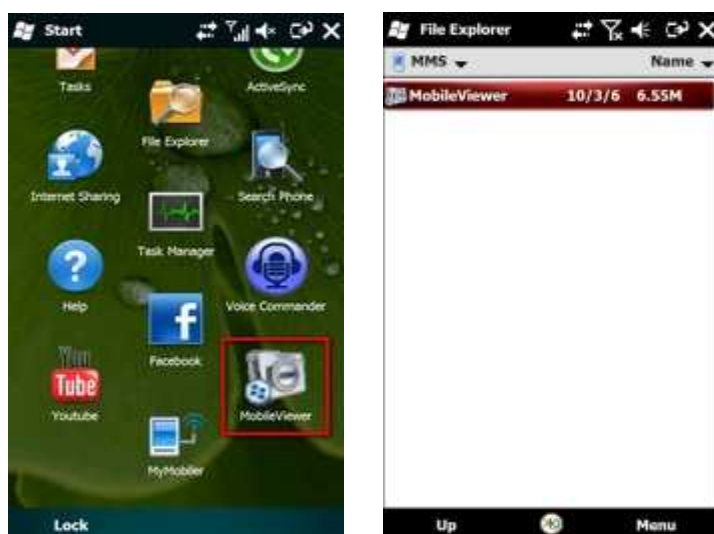 Start
Tasks
ActiveSync
File Explorer
Internet Sharing
Search Phone
Task Manager
Help
Voice Commander
Facebook
You
Tube
Youtube
MobileViewer
MyMobiler
Lock
File Explorer
MMS Name
MobileViewer 10/3/6 6.55M
Up Menu